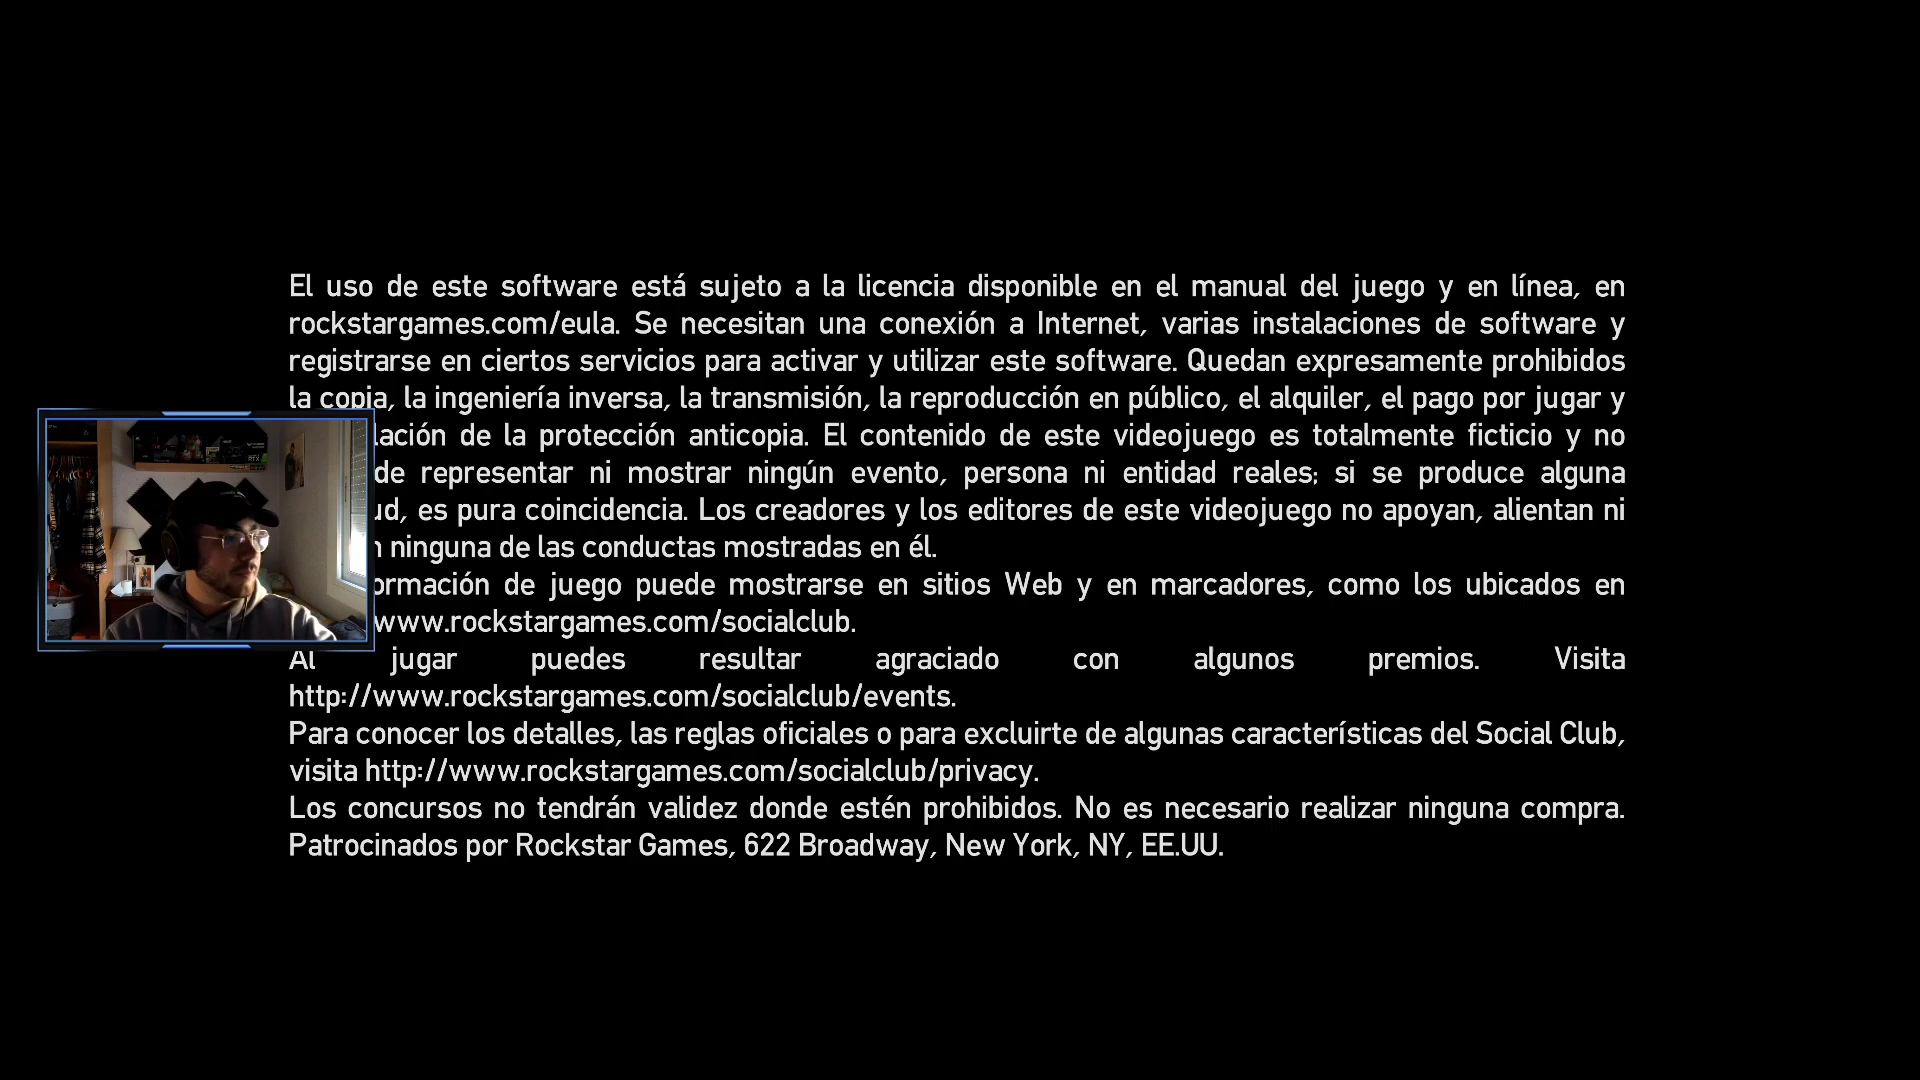 El uso de este software está sujeto a la licencia disponible en el manual del juego y en línea, en
rockstargames.com/eula. Se necesitan una conexión a Internet, varias instalaciones de software y
registrarse en ciertos servicios para activar y utilizar este software. Quedan expresamente prohibidos
la copia, la ingeniería inversa, la transmisión, la reproducción en público, el alquiler, el pago por jugar y
lación de la protección anticopia. El contenido de este videojuego es totalmente ficticio y no
de representar ni mostrar ningún evento, persona ni entidad reales; si se produce alguna
ud, es pura coincidencia. Los creadores y los editores de este videojuego no apoyan, alientan ni
n ninguna de las conductas mostradas en él.
ormación de juego puede mostrarse en sitios Web y en marcadores, como los ubicados en
www.rockstargames.com/socialclub.
Al jugar puedes resultar agraciado con algunos premios. Visita
http://www.rockstargames.com/socialclub/events.
Para conocer los detalles, las reglas oficiales o para excluirte de algunas características del Social Club,
visita http://www.rockstargames.com/socialclub/privacy.
Los concursos no tendrán validez donde estén prohibidos. No es necesario realizar ninguna compra.
Patrocinados por Rockstar Games, 622 Broadway, New York, NY, EE.UU.